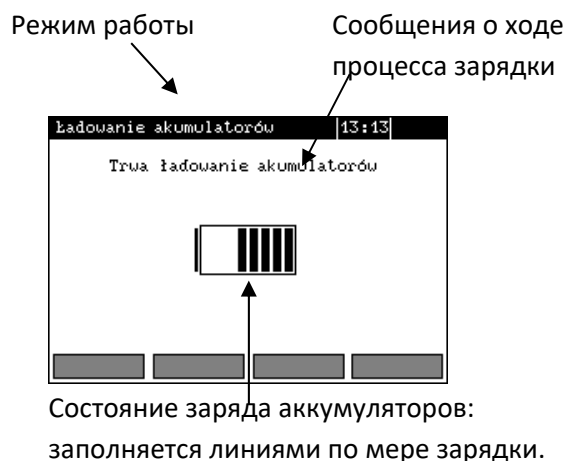 Режим работы
Сообщения о ходе
процесса зарядки
Ładowanie akumulatorów 13:13
Trwa ładowanie akumulatorów
Состояние заряда аккумуляторов:
заполняется линиями по мере зарядки.